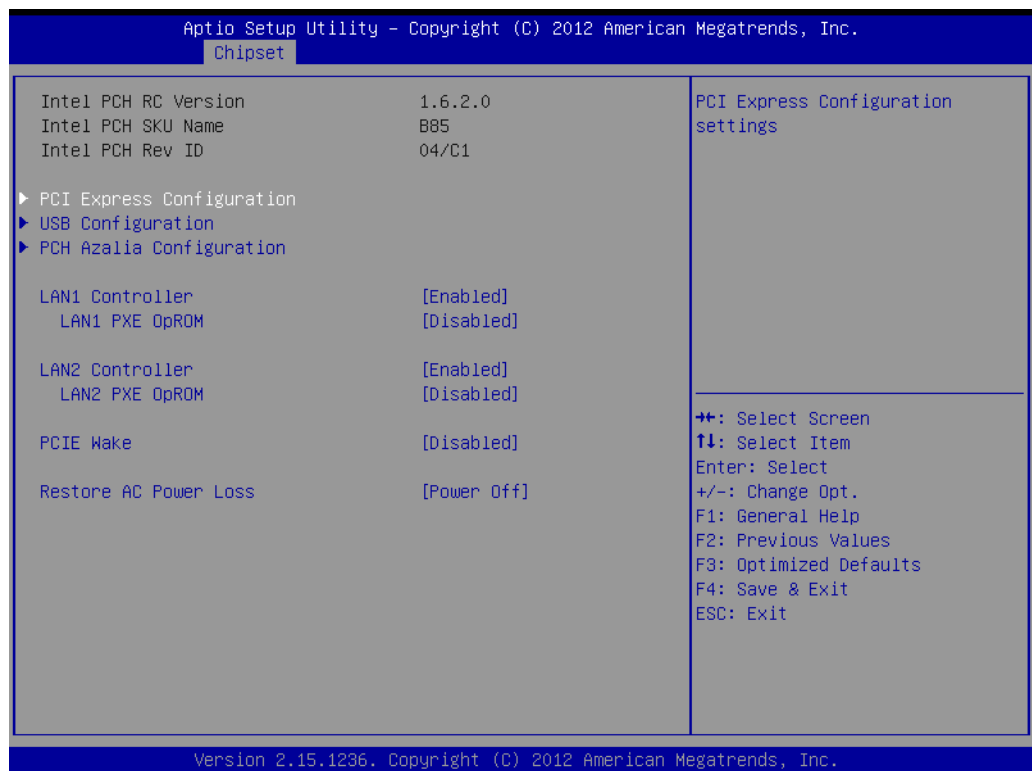 Aptio Setup Utility – Copyright (C) 2012 American Megatrends, Inc.
Chipset
Intel PCH RC Version 1.6.2.0
Intel PCH SKU Name B85
Intel PCH Rev ID 04/C1
PCI Express Configuration
USB Configuration
PCH Azalia Configuration
LAN1 Controller [Enabled]
LAN1 PXE OpROM [Disabled]
LAN2 Controller [Enabled]
LAN2 PXE OpROM [Disabled]
PCIE Wake [Disabled]
Restore AC Power Loss [Power Off]
PCI Express Configuration
settings
→←: Select Screen
↑↓: Select Item
Enter: Select
+/-: Change Opt.
F1: General Help
F2: Previous Values
F3: Optimized Defaults
F4: Save & Exit
ESC: Exit
Version 2.15.1236. Copyright (C) 2012 American Megatrends, Inc.